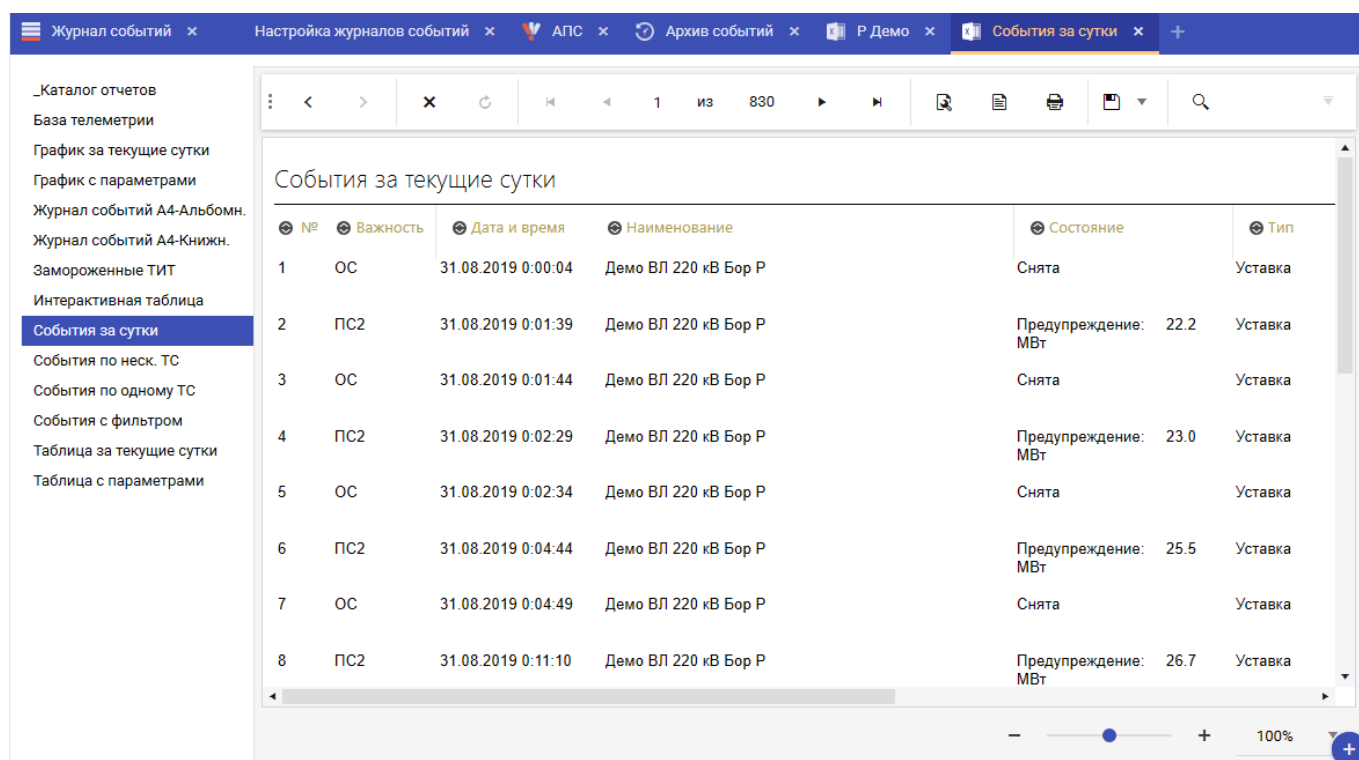 Журнал событий × Настройка журналов событий × АПС × Архив событий × Р Демо × События за сутки × +
_Каталог отчетов
База телеметрии
График за текущие сутки
График с параметрами
Журнал событий А4-Альбомн.
Журнал событий А4-Книжн.
Замороженные ТИТ
Интерактивная таблица
События за сутки
События по неск. ТС
События по одному ТС
События с фильтром
Таблица за текущие сутки
Таблица с параметрами
1 из 830
События за текущие сутки
№ Важность Дата и время Наименование Состояние Тип
1 ОС 31.08.2019 0:00:04 Демо ВЛ 220 кВ Бор Р Снята Уставка
2 ПС2 31.08.2019 0:01:39 Демо ВЛ 220 кВ Бор Р Предупреждение: 22.2 Уставка
МВт
3 ОС 31.08.2019 0:01:44 Демо ВЛ 220 кВ Бор Р Снята Уставка
4 ПС2 31.08.2019 0:02:29 Демо ВЛ 220 кВ Бор Р Предупреждение: 23.0 Уставка
МВт
5 ОС 31.08.2019 0:02:34 Демо ВЛ 220 кВ Бор Р Снята Уставка
6 ПС2 31.08.2019 0:04:44 Демо ВЛ 220 кВ Бор Р Предупреждение: 25.5 Уставка
МВт
7 ОС 31.08.2019 0:04:49 Демо ВЛ 220 кВ Бор Р Снята Уставка
8 ПС2 31.08.2019 0:11:10 Демо ВЛ 220 кВ Бор Р Предупреждение: 26.7 Уставка
МВт
− + 100%
+